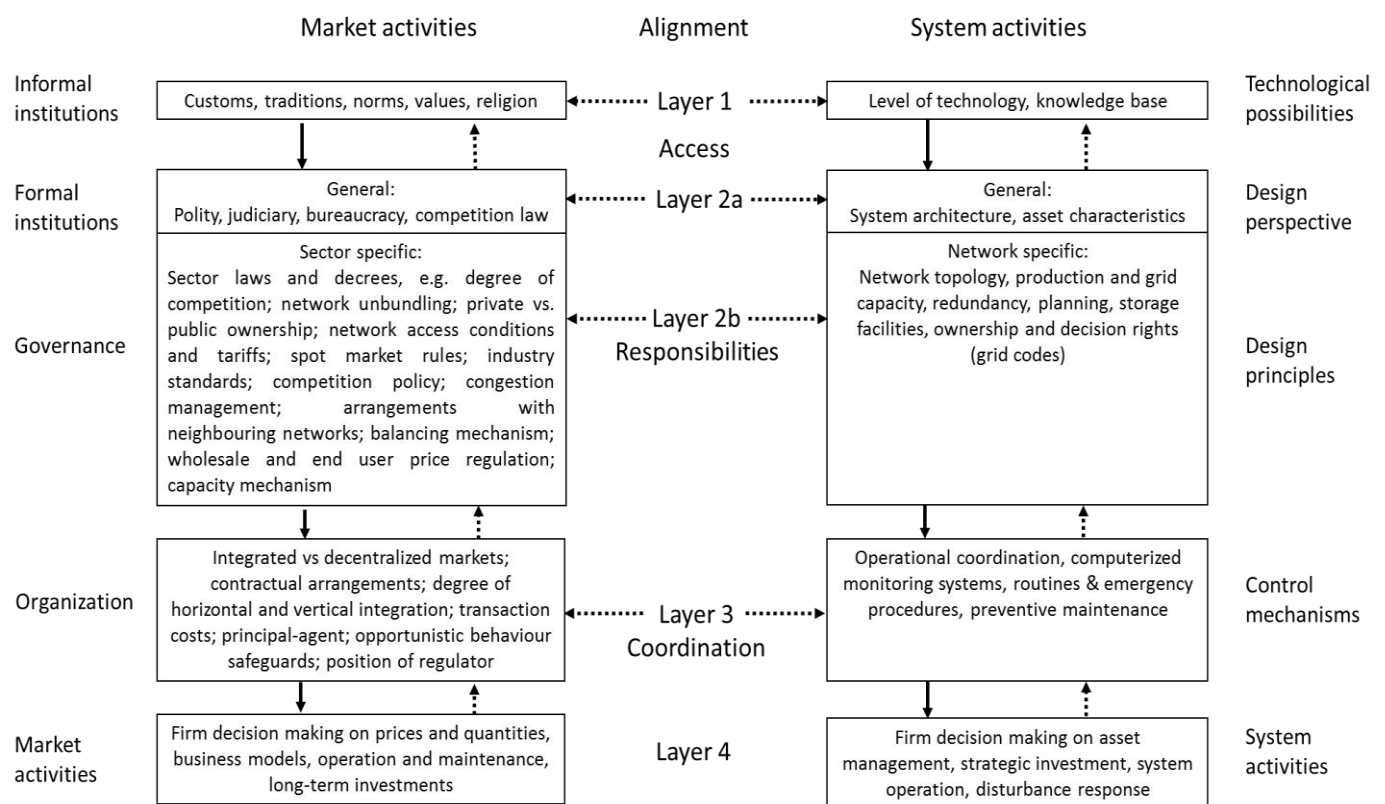 Market activities
Alignment
System activities
Informal
institutions
Customs, traditions, norms, values, religion
Layer 1
Level of technology, knowledge base
Technological
possibilities
Access
Formal
institutions
General:
Polity, judiciary, bureaucracy, competition law
Layer 2a
General:
System architecture, asset characteristics
Design
perspective
Governance
Sector specific:
Sector laws and decrees, e.g. degree of
competition; network unbundling; private vs.
public ownership; network access conditions
and tariffs; spot market rules; industry
standards; competition policy; congestion
management; arrangements with
neighbouring networks; balancing mechanism;
wholesale and end user price regulation;
capacity mechanism
Layer 2b
Responsibilities
Network specific:
Network topology, production and grid
capacity, redundancy, planning, storage
facilities, ownership and decision rights
(grid codes)
Design
principles
Organization
Integrated vs decentralized markets;
contractual arrangements; degree of
horizontal and vertical integration; transaction
costs; principal-agent; opportunistic behaviour
safeguards; position of regulator
Layer 3
Coordination
Operational coordination, computerized
monitoring systems, routines & emergency
procedures, preventive maintenance
Control
mechanisms
Market
activities
Firm decision making on prices and quantities,
business models, operation and maintenance,
long-term investments
Layer 4
Firm decision making on asset
management, strategic investment, system
operation, disturbance response
System
activities